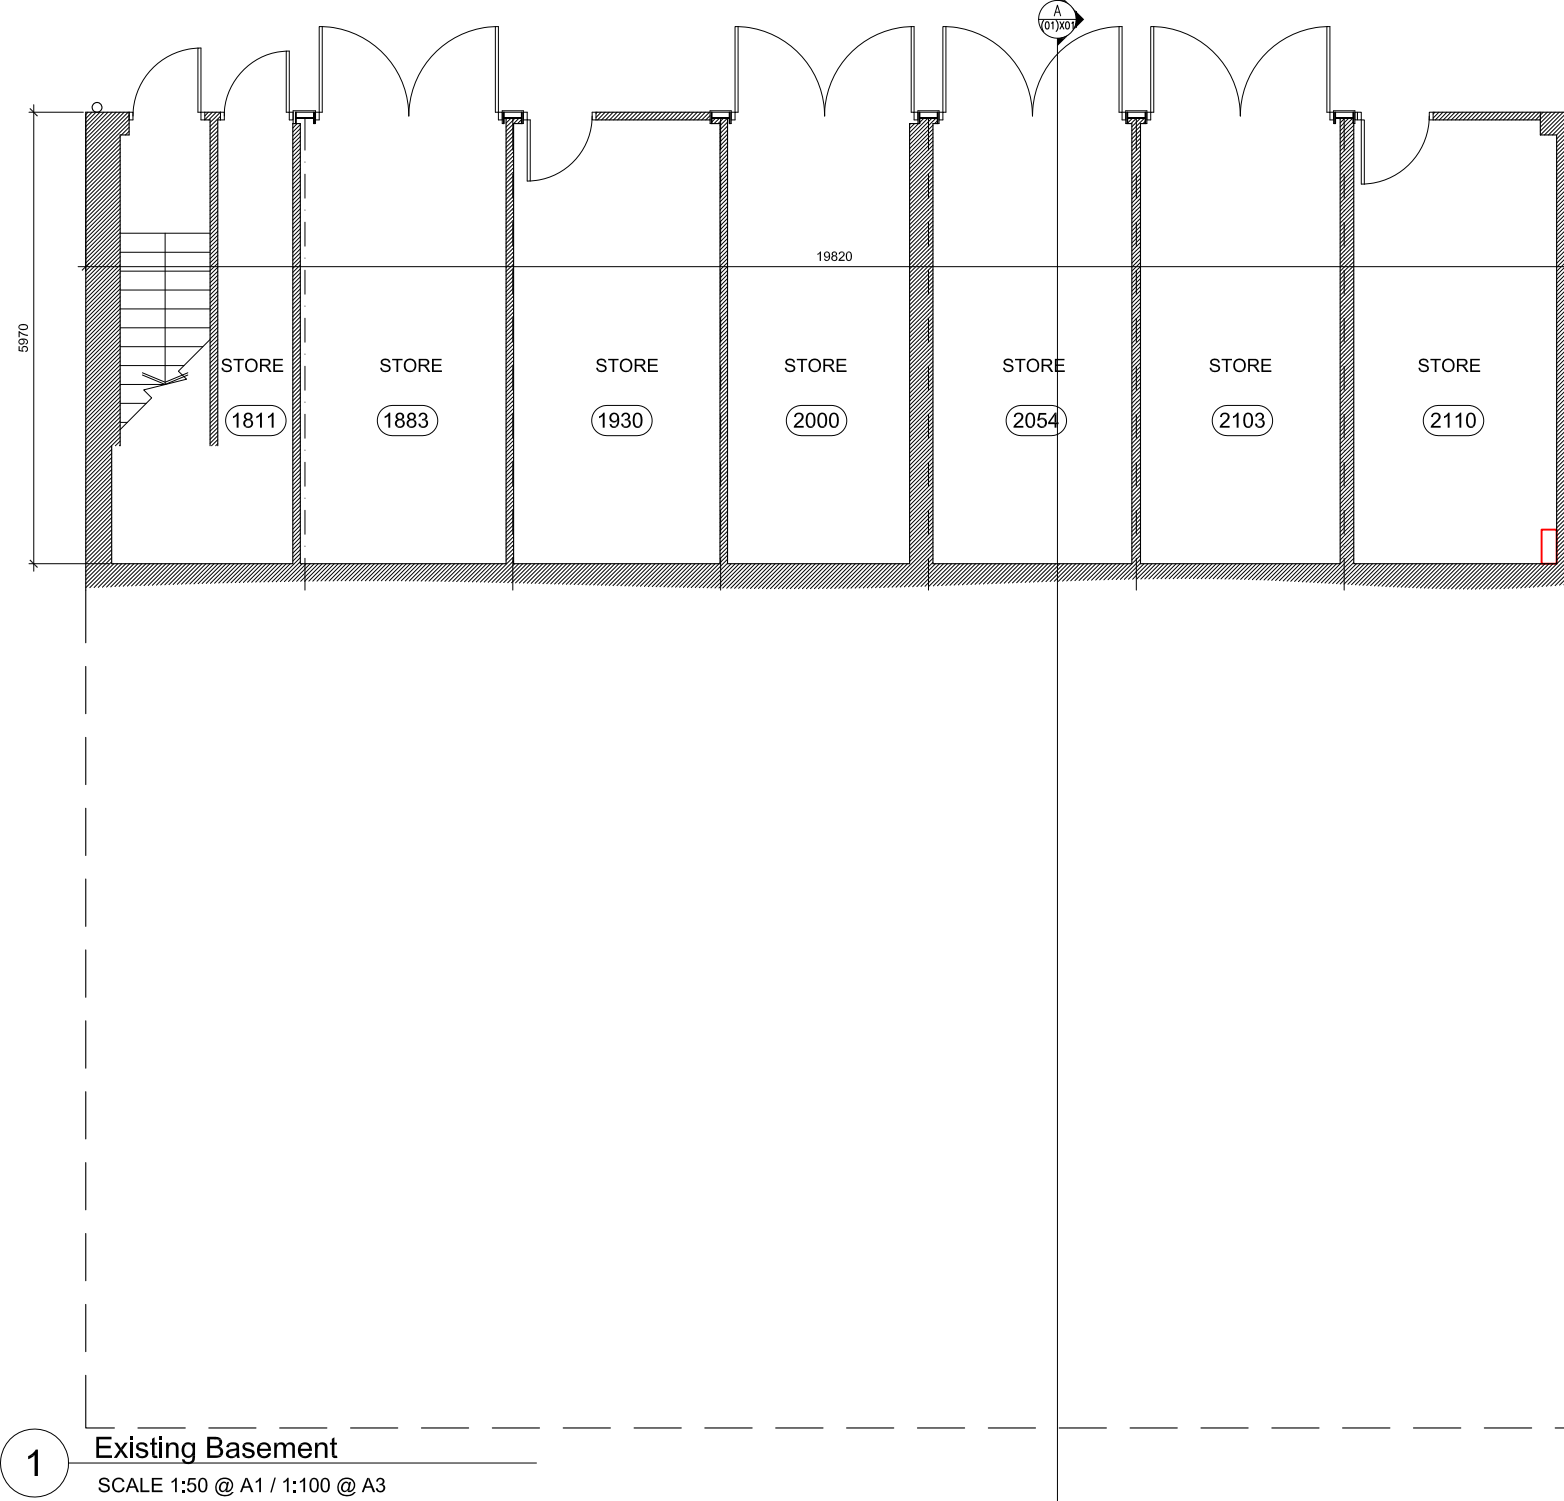 A
(01)X01
19820
5970
STORE STORE STORE STORE STORE STORE STORE
1811 1883 1930 2000 2054 2103 2110
1
Existing Basement
SCALE 1:50 @ A1 / 1:100 @ A3